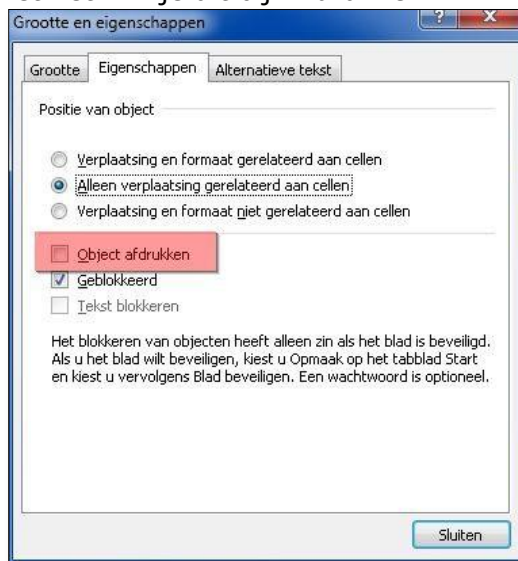 Grootte en eigenschappen
Grootte Eigenschappen Alternatieve tekst
Positie van object
Verplaatsing en formaat gerelateerd aan cellen
Alleen verplaatsing gerelateerd aan cellen
Verplaatsing en formaat niet gerelateerd aan cellen
Object afdrukken
Geblokkeerd
Tekst blokkeren
Het blokkeren van objecten heeft alleen zin als het blad is beveiligd.
Als u het blad wilt beveiligen, kiest u Opmaak op het tabblad Start
en kiest u vervolgens Blad beveiligen. Een wachtwoord is optioneel.
Sluiten